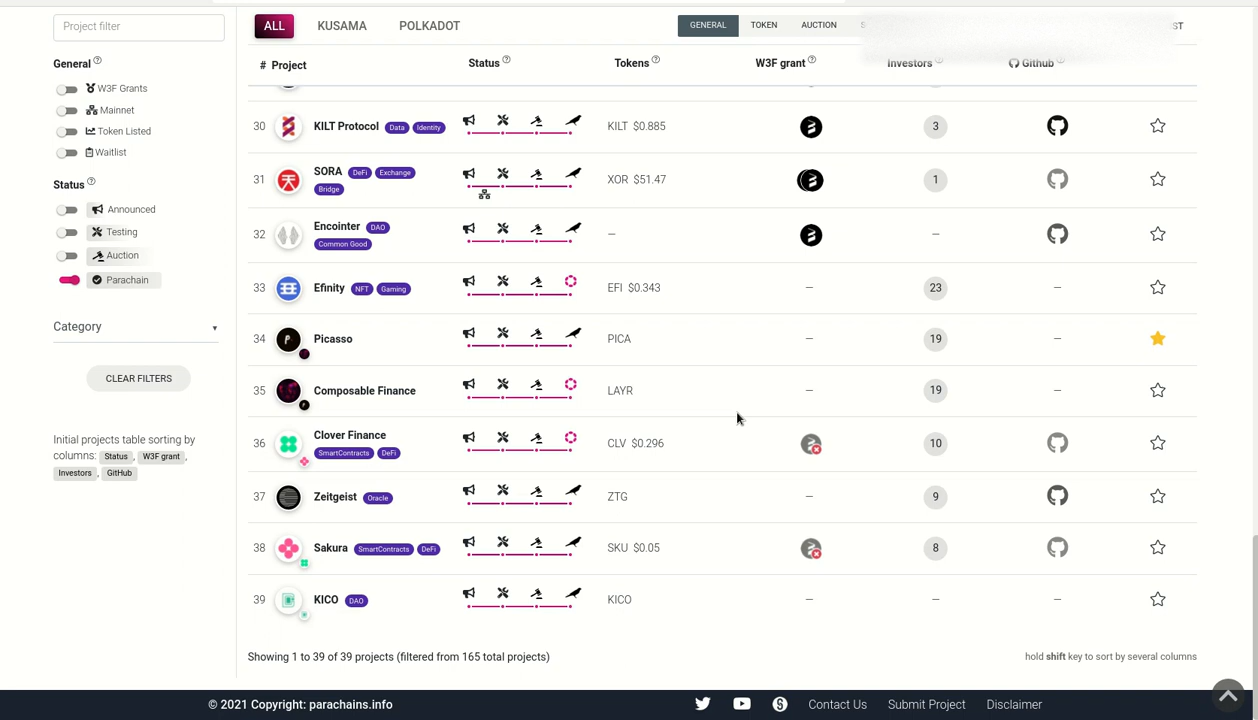 Project filter
ALL KUSAMA POLKADOT GENERAL TOKEN AUCTION ST
# Project Status Tokens W3F grant Investors Github
General
W3F Grants
Mainnet
Token Listed
Waitlist
Status
Announced
Testing
Auction
Parachain
Category
CLEAR FILTERS
Initial projects table sorting by
columns: Status, W3F grant,
Investors, GitHub
30 KILT Protocol Data Identity KILT $0.885 3
31 SORA DeFi Exchange XOR $51.47 1
Bridge
32 Encointer DAO – –
Common Good
33 Efinity NFT Gaming EFI $0.343 – 23 –
34 Picasso PICA – 19 –
35 Composable Finance LAYR – 19 –
36 Clover Finance CLV $0.296 10
SmartContracts DeFi
37 Zeitgeist Oracle ZTG – 9
38 Sakura SmartContracts DeFi SKU $0.05 8
39 KICO DAO KICO – – –
Showing 1 to 39 of 39 projects (filtered from 165 total projects) hold shift key to sort by several columns
© 2021 Copyright: parachains.info Contact Us Submit Project Disclaimer